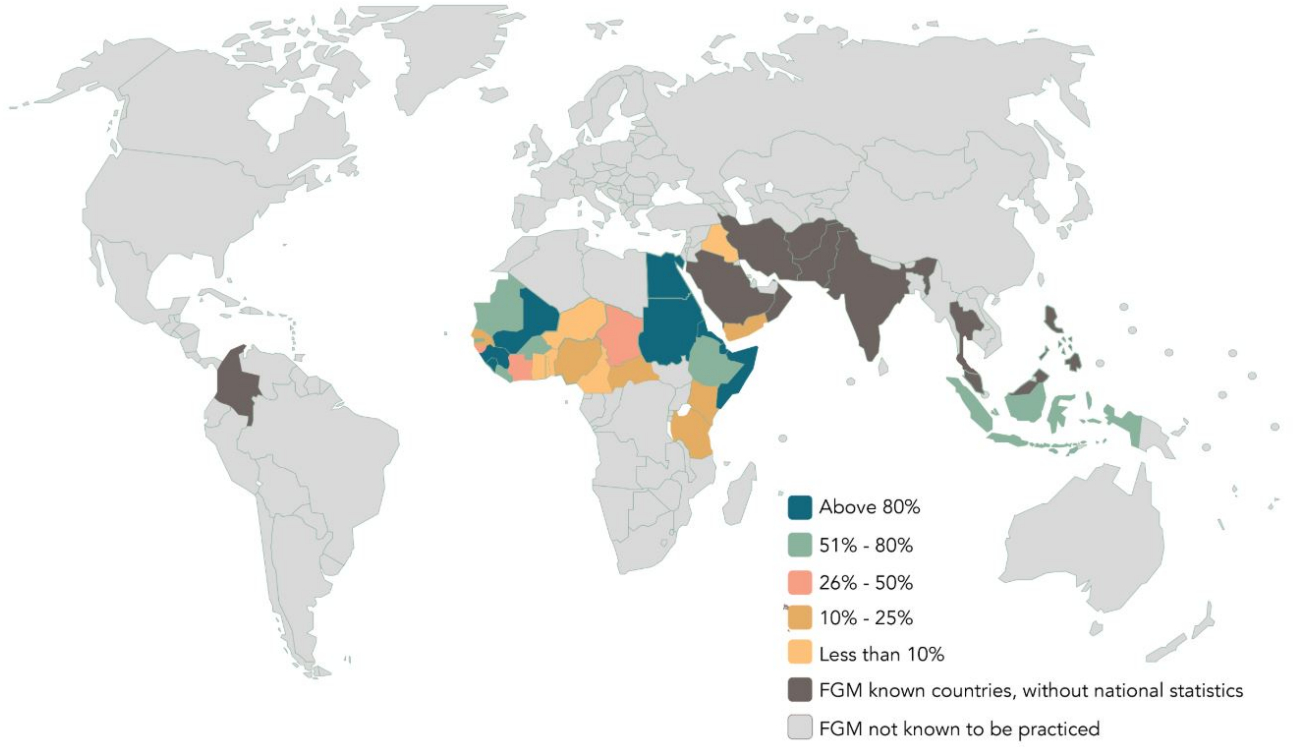 Above 80%
51% - 80%
26% - 50%
10% - 25%
Less than 10%
FGM known countries, without national statistics
FGM not known to be practiced